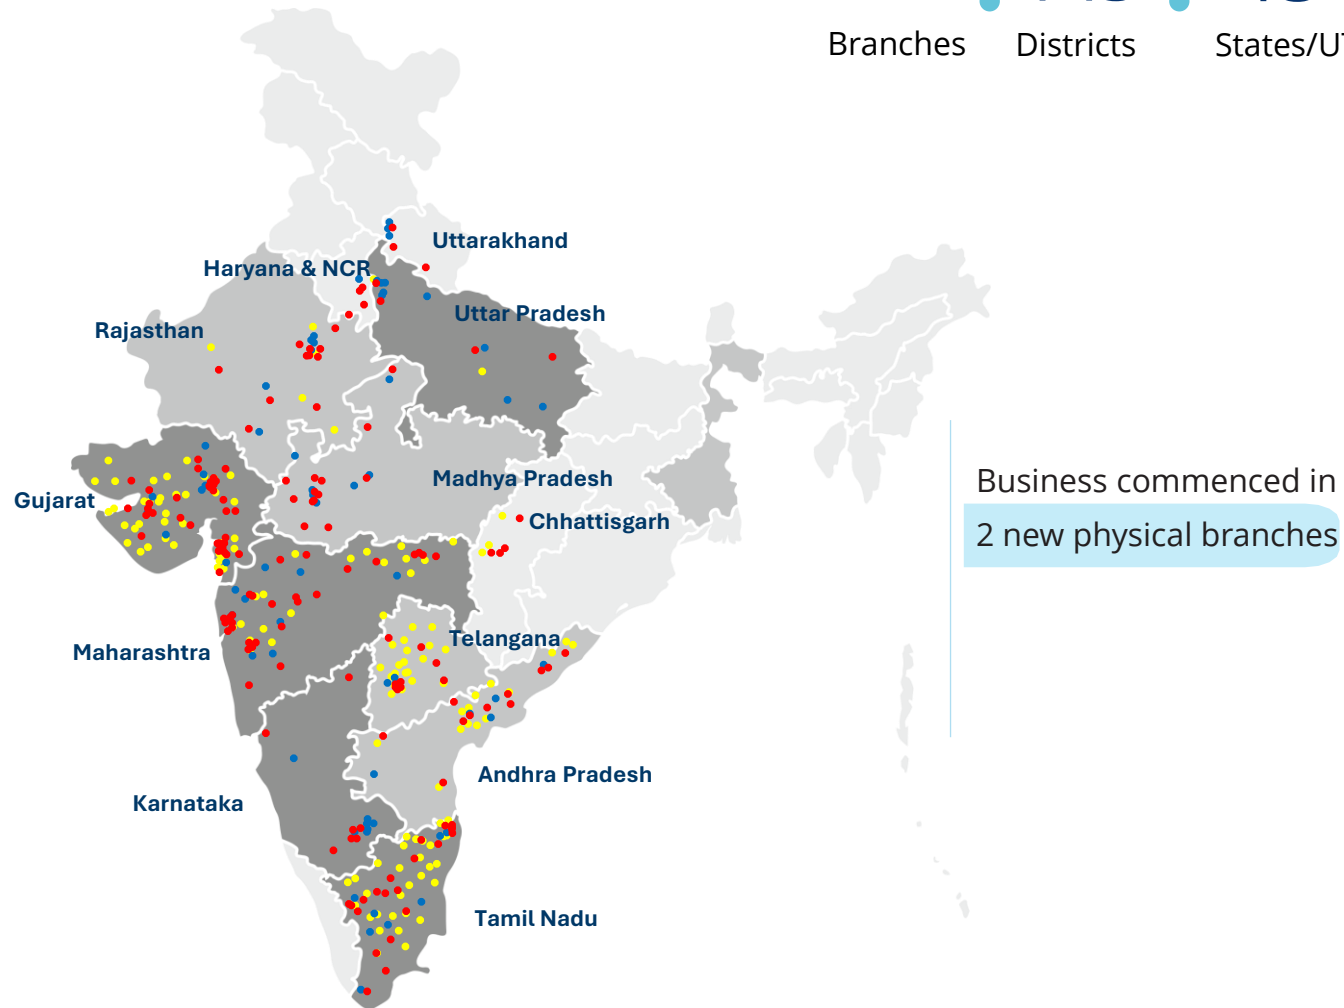 Branches Districts
Uttarakhand
Haryana & NCR
Uttar Pradesh
Rajasthan
Madhya Pradesh
Gujarat
Chhattisgarh
Business commenced in
2 new physical branches
Telangana
Maharashtra
Andhra Pradesh
Karnataka
Tamil Nadu